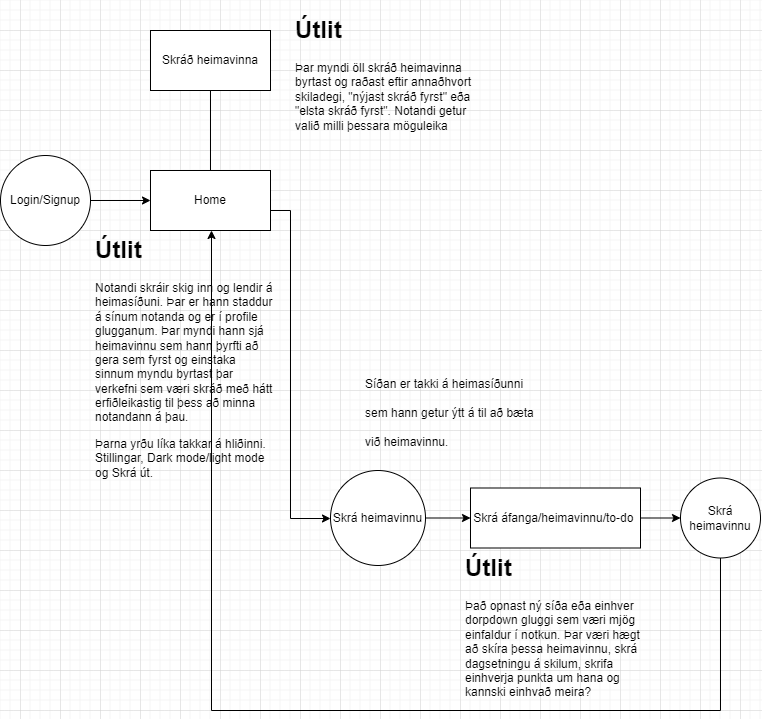 Útlit
Skráð heimavinna
Þar myndi öll skráð heimavinna
byrtast og raðast eftir annaðhvort
skiladegi, "nýjast skráð fyrst" eða
"elsta skráð fyrst". Notandi getur
valið milli þessara möguleika
Login/Signup
Home
Útlit
Notandi skráir skig inn og lendir á
heimasíðuni. Þar er hann staddur
á sínum notanda og er í profile
glugganum. Þar myndi hann sjá
heimavinnu sem hann þyrfti að
gera sem fyrst og einstaka
sinnum myndu byrtast þar
verkefni sem væri skráð með hátt
erfiðleikastig til þess að minna
notandann á þau.
Þarna yrðu líka takkar á hliðinni.
Stillingar, Dark mode/light mode
og Skrá út.
Síðan er takki á heimasíðunni
sem hann getur ýtt á til að bæta
við heimavinnu.
Skrá heimavinnu
Skrá áfanga/heimavinnu/to-do
Skrá
heimavinnu
Útlit
Það opnast ný síða eða einhver
dorpdown gluggi sem væri mjög
einfaldur í notkun. Þar væri hægt
að skíra þessa heimavinnu, skrá
dagsetningu á skilum, skrifa
einhverja punkta um hana og
kannski einhvað meira?